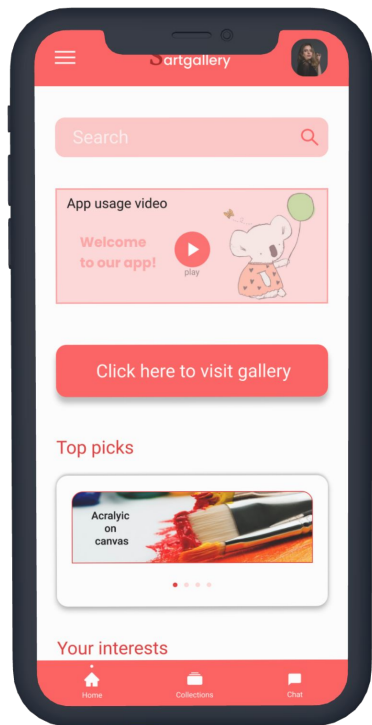 Sartgallery
Search
App usage video
Welcome
to our app!
play
Click here to visit gallery
Top picks
Acralyic
on
canvas
Your interests
Home
Collections
Chat